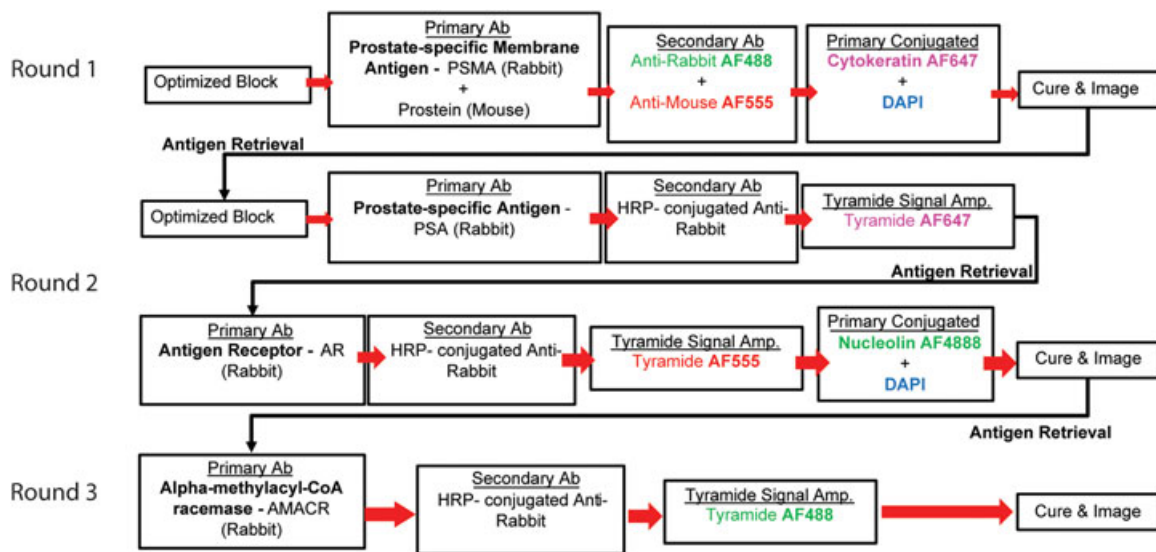 Round 1
Optimized Block
Primary Ab
Prostate-specific Membrane
Antigen - PSMA (Rabbit)
+
Prostein (Mouse)
Secondary Ab
Anti-Rabbit AF488
+
Anti-Mouse AF555
Primary Conjugated
Cytokeratin AF647
+
DAPI
Cure & Image
Antigen Retrieval
Round 2
Optimized Block
Primary Ab
Prostate-specific Antigen -
PSA (Rabbit)
Secondary Ab
HRP- conjugated Anti-
Rabbit
Tyramide Signal Amp.
Tyramide AF647
Antigen Retrieval
Primary Ab
Antigen Receptor - AR
(Rabbit)
Secondary Ab
HRP- conjugated Anti-
Rabbit
Tyramide Signal Amp.
Tyramide AF555
Primary Conjugated
Nucleolin AF4888
+
DAPI
Cure & Image
Antigen Retrieval
Round 3
Primary Ab
Alpha-methylacyl-CoA
racemase - AMACR
(Rabbit)
Secondary Ab
HRP- conjugated Anti-
Rabbit
Tyramide Signal Amp.
Tyramide AF488
Cure & Image